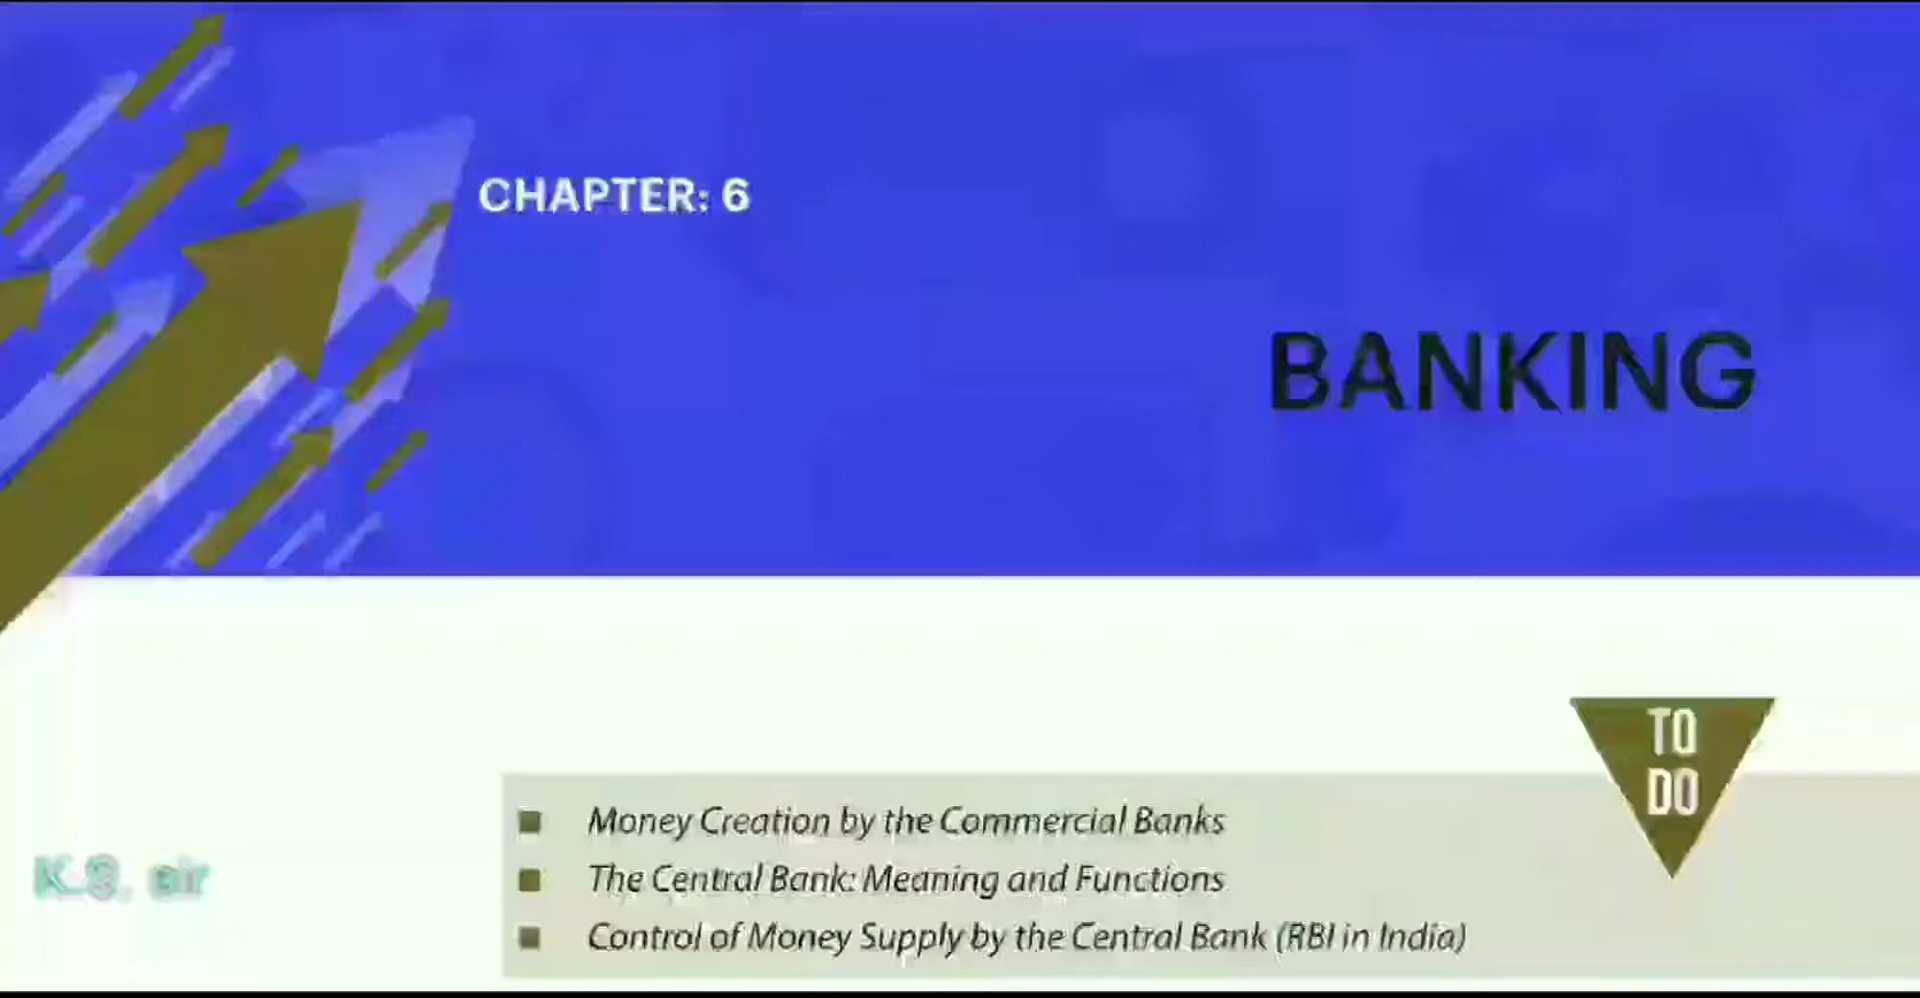 CHAPTER: 6
BANKING
TO
DO
Money Creation by the Commercial Banks
The Central Bank: Meaning and Functions
Control of Money Supply by the Central Bank (RBI in India)
K.S. sir